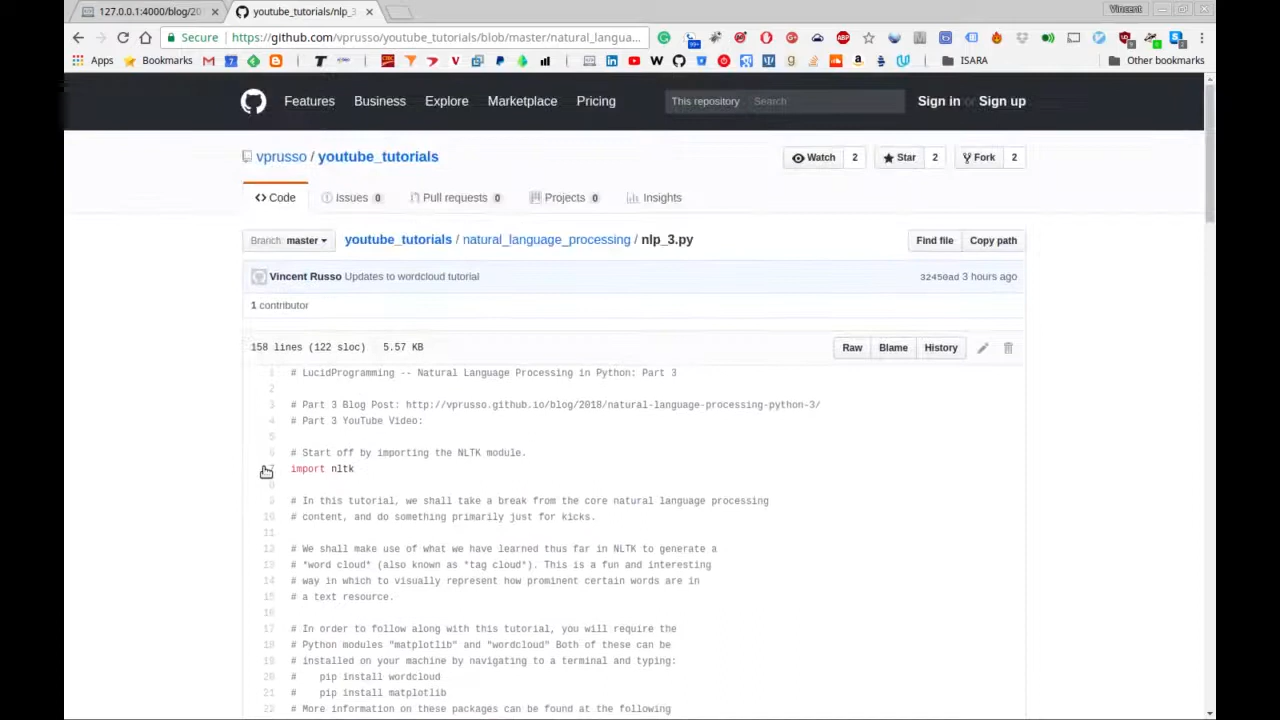 127.0.0.1:4000/blog/20
youtube_tutorials/nlp_3
Vincent
Secure https://github.com/vprusso/youtube_tutorials/blob/master/natural_langua...
Apps Bookmarks ISARA Other bookmarks
Features Business Explore Marketplace Pricing This repository Search Sign in or Sign up
vprusso / youtube_tutorials Watch 2 Star 2 Fork 2
Code Issues 0 Pull requests 0 Projects 0 Insights
Branch: master youtube_tutorials / natural_language_processing / nlp_3.py Find file Copy path
Vincent Russo Updates to wordcloud tutorial 32450ad 3 hours ago
1 contributor
158 lines (122 sloc) 5.57 KB Raw Blame History
1 # LucidProgramming -- Natural Language Processing in Python: Part 3
2
3 # Part 3 Blog Post: http://vprusso.github.io/blog/2018/natural-language-processing-python-3/
4 # Part 3 YouTube Video:
5
6 # Start off by importing the NLTK module.
7 import nltk
8
9 # In this tutorial, we shall take a break from the core natural language processing
10 # content, and do something primarily just for kicks.
11
12 # We shall make use of what we have learned thus far in NLTK to generate a
13 # *word cloud* (also known as *tag cloud*). This is a fun and interesting
14 # way in which to visually represent how prominent certain words are in
15 # a text resource.
16
17 # In order to follow along with this tutorial, you will require the
18 # Python modules "matplotlib" and "wordcloud" Both of these can be
19 # installed on your machine by navigating to a terminal and typing:
20 # pip install wordcloud
21 # pip install matplotlib
22 # More information on these packages can be found at the following